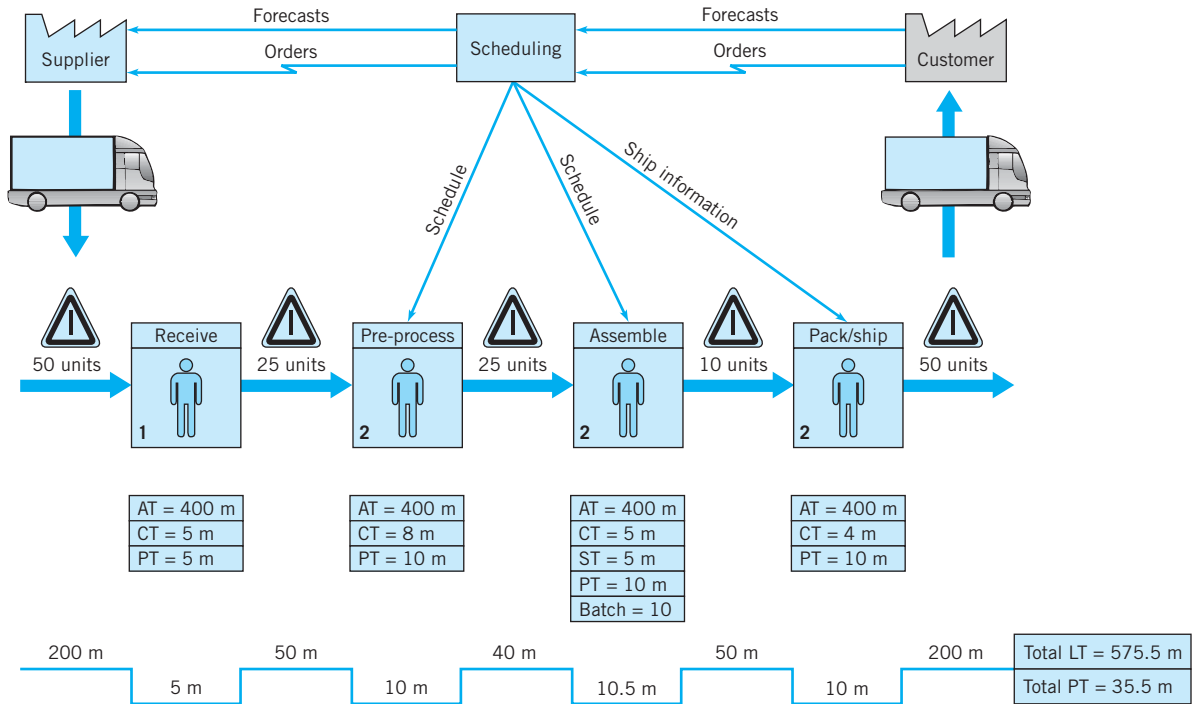 Forecasts
Forecasts
Supplier
Scheduling
Customer
Orders
Orders
Schedule
Schedule
Ship information
50 units
Receive
1
25 units
Pre-process
2
25 units
Assemble
2
10 units
Pack/ship
2
50 units
AT = 400 m
CT = 5 m
PT = 5 m
AT = 400 m
CT = 8 m
PT = 10 m
AT = 400 m
CT = 5 m
ST = 5 m
PT = 10 m
Batch = 10
AT = 400 m
CT = 4 m
PT = 10 m
200 m
5 m
50 m
10 m
40 m
10.5 m
50 m
10 m
200 m
Total LT = 575.5 m
Total PT = 35.5 m